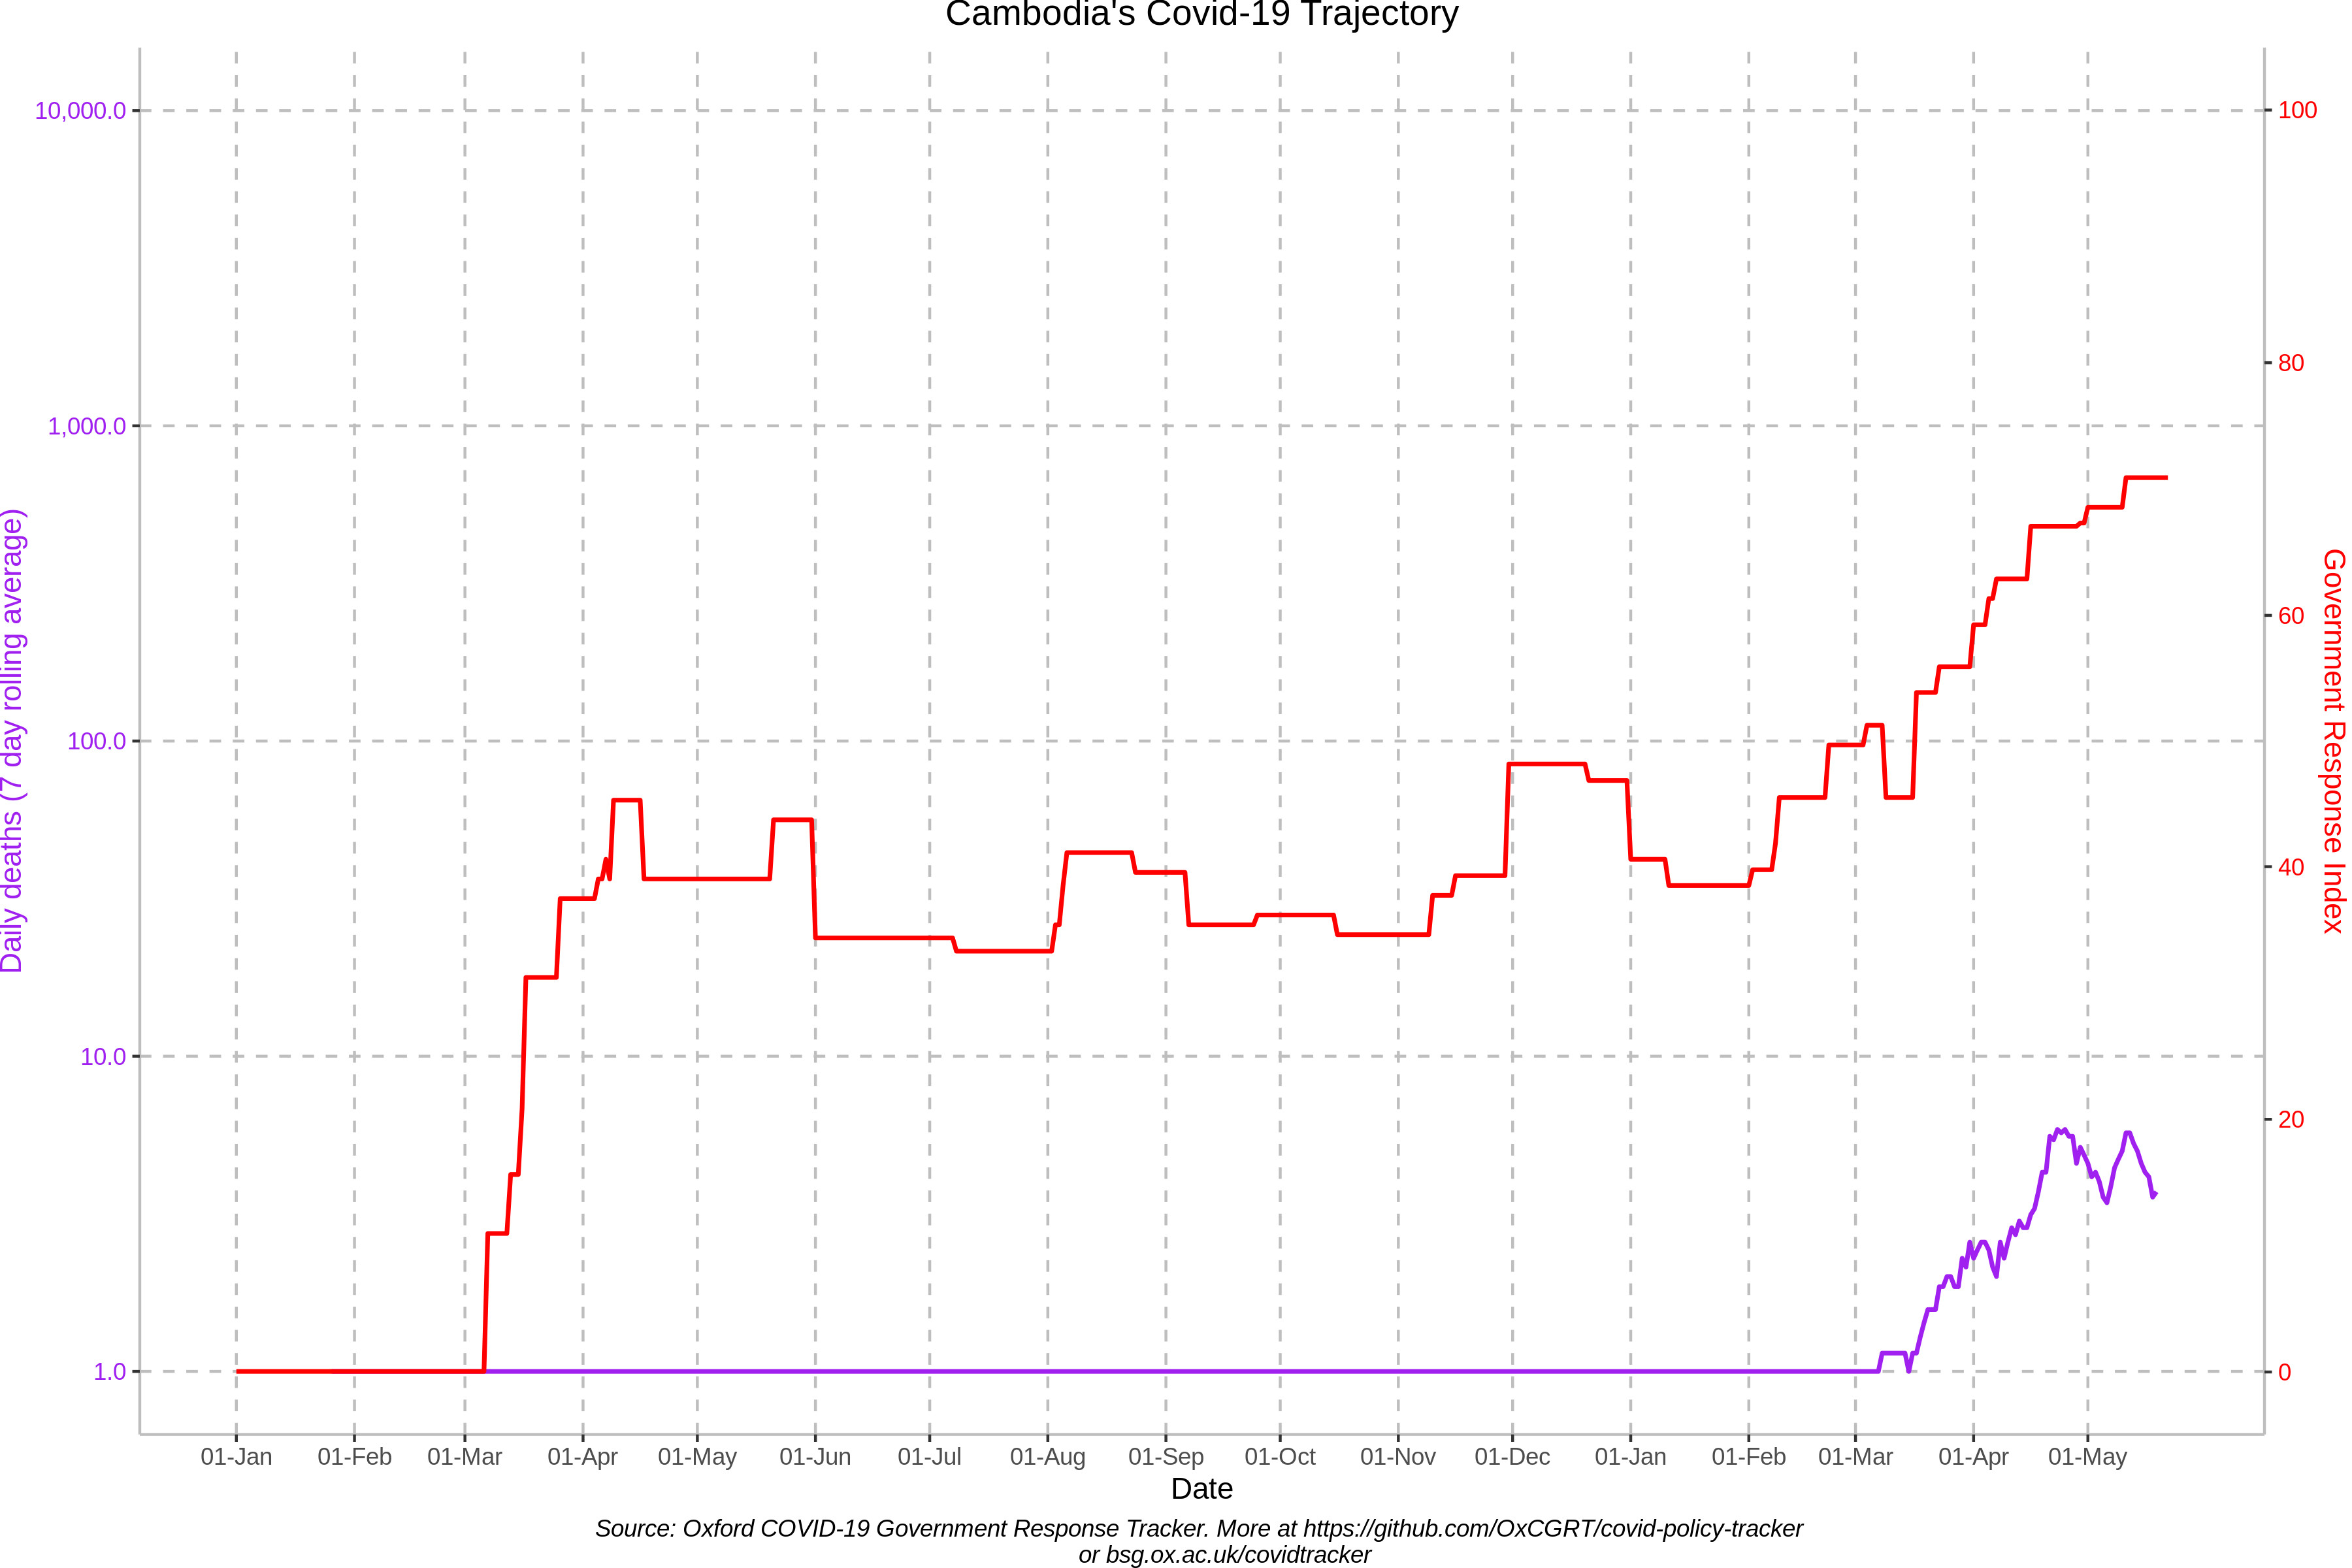 Cambodia's Covid-19 Trajectory
10,000.0
1,000.0
100.0
10.0
1.0
Daily deaths (7 day rolling average)
100
80
60
40
20
0
Government Response Index
01-Jan 01-Feb 01-Mar 01-Apr 01-May 01-Jun 01-Jul 01-Aug 01-Sep 01-Oct 01-Nov 01-Dec 01-Jan 01-Feb 01-Mar 01-Apr 01-May
Date
Source: Oxford COVID-19 Government Response Tracker. More at https://github.com/OxCGRT/covid-policy-tracker
or bsg.ox.ac.uk/covidtracker